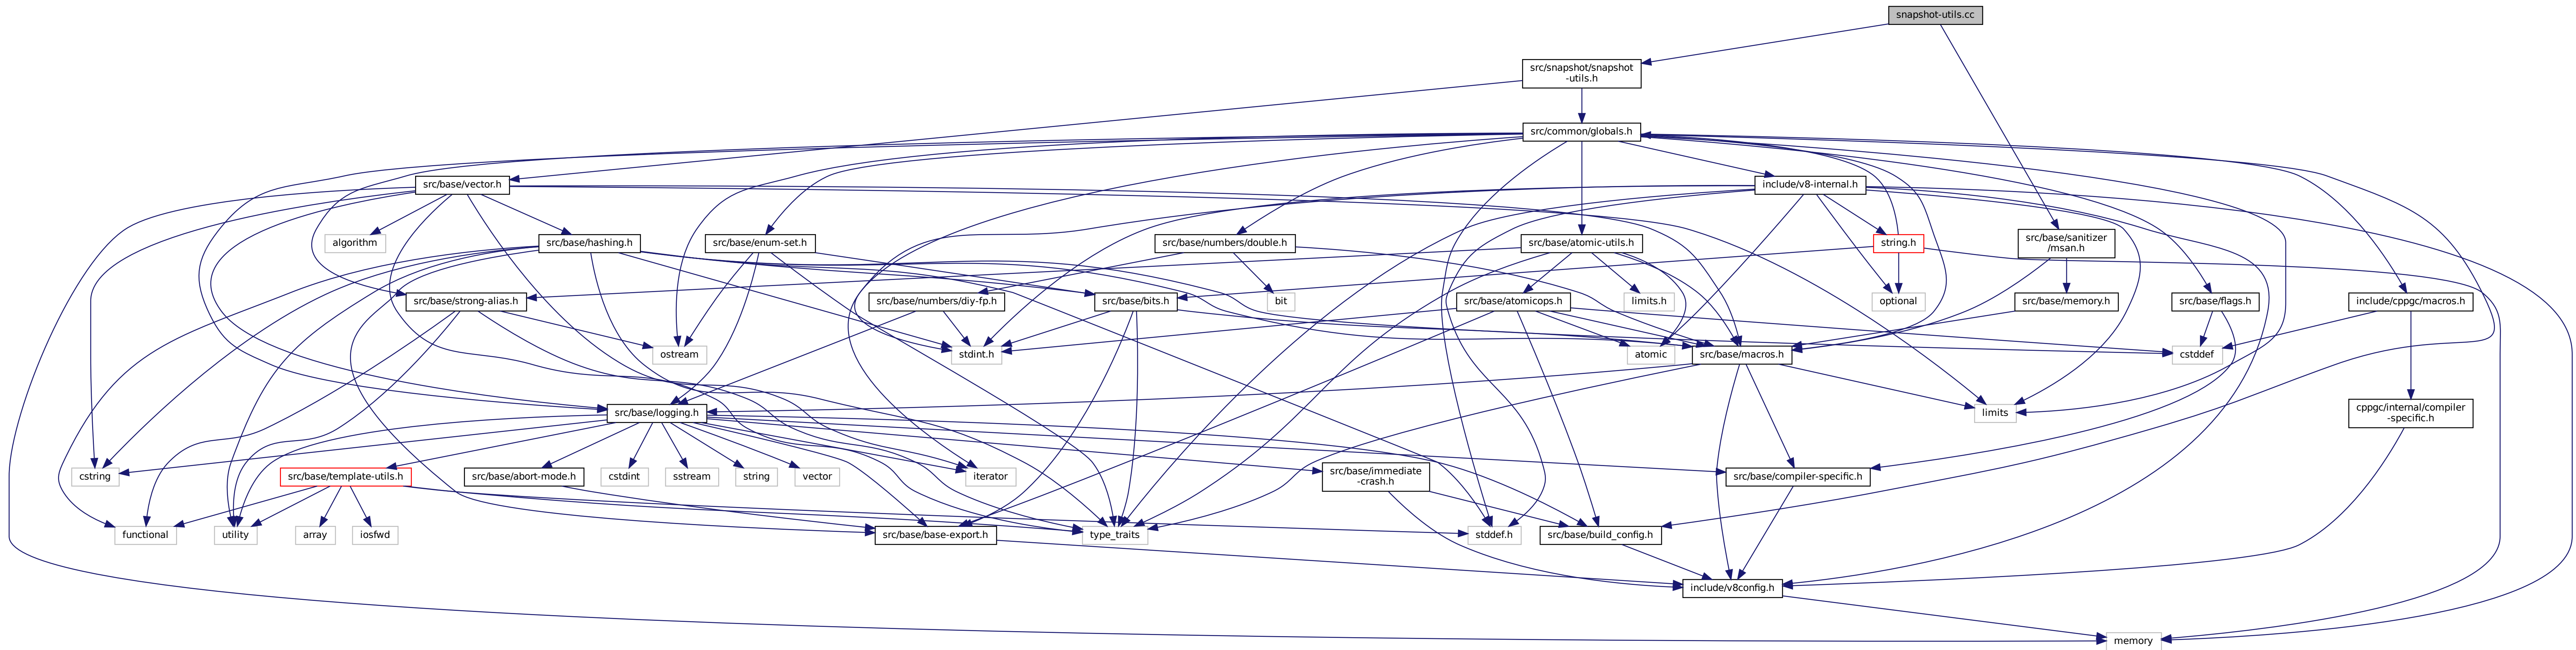 snapshot-utils.cc
src/snapshot/snapshot
-utils.h
src/common/globals.h
src/base/vector.h
include/v8-internal.h
algorithm
src/base/hashing.h
src/base/enum-set.h
src/base/numbers/double.h
src/base/atomic-utils.h
string.h
src/base/sanitizer
/msan.h
src/base/strong-alias.h
src/base/numbers/diy-fp.h
src/base/bits.h
bit
src/base/atomicops.h
limits.h
optional
src/base/memory.h
src/base/flags.h
include/cppgc/macros.h
ostream
stdint.h
atomic
src/base/macros.h
cstddef
src/base/logging.h
limits
cppgc/internal/compiler
-specific.h
cstring
src/base/template-utils.h
src/base/abort-mode.h
cstdint
sstream
string
vector
iterator
src/base/immediate
-crash.h
src/base/compiler-specific.h
functional
utility
array
iosfwd
src/base/base-export.h
type_traits
stddef.h
src/base/build_config.h
include/v8config.h
memory